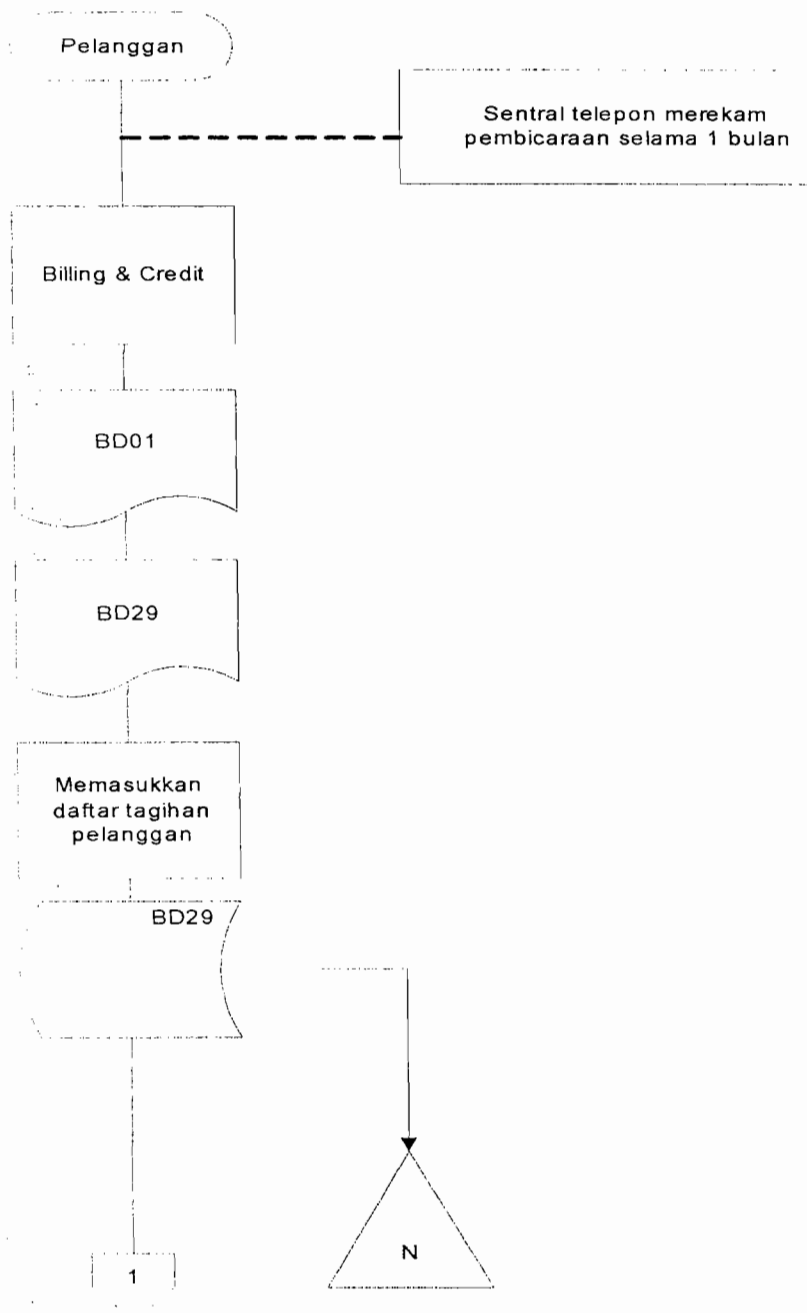 Pelanggan
Sentral telepon merekam
pembicaraan selama 1 bulan
Billing & Credit
BD01
BD29
Memasukkan
daftar tagihan
pelanggan
BD29
N
1